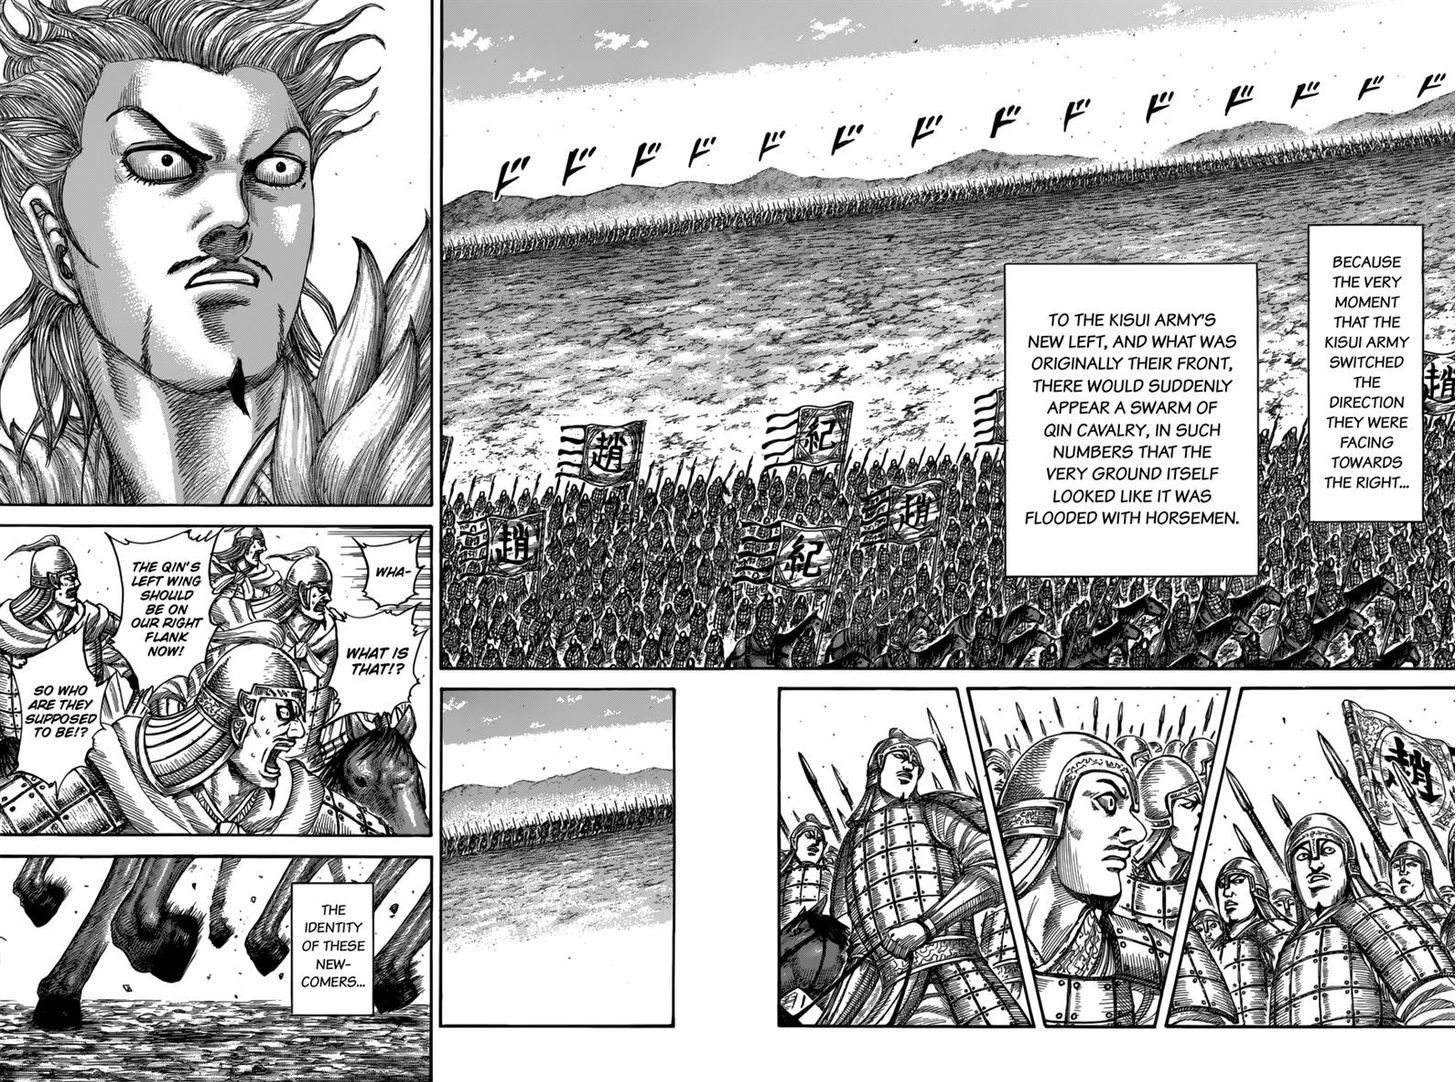 BECAUSE
THE VERY
MOMENT
THAT THE
KISUI ARMY
SWITCHED
THE
DIRECTION
THEY WERE
FACING
TOWARDS
THE RIGHT...
TO THE KISUI ARMY'S
NEW LEFT, AND WHAT WAS
ORIGINALLY THEIR FRONT,
THERE WOULD SUDDENLY
APPEAR A SWARM OF
QIN CAVALRY, IN SUCH
NUMBERS THAT THE
VERY GROUND ITSELF
LOOKED LIKE IT WAS
FLOODED WITH HORSEMEN.
ド ド ド ド ド ド ド ド ド ド ド ド ド
趙
紀
趙
趙
紀
趙
趙
WHA-
WHAT IS
THAT!?
THE QIN'S
LEFT WING
SHOULD
BE ON
OUR RIGHT
FLANK
NOW!
SO WHO
ARE THEY
SUPPOSED
TO BE!?
THE
IDENTITY
OF THESE
NEW-
COMERS...